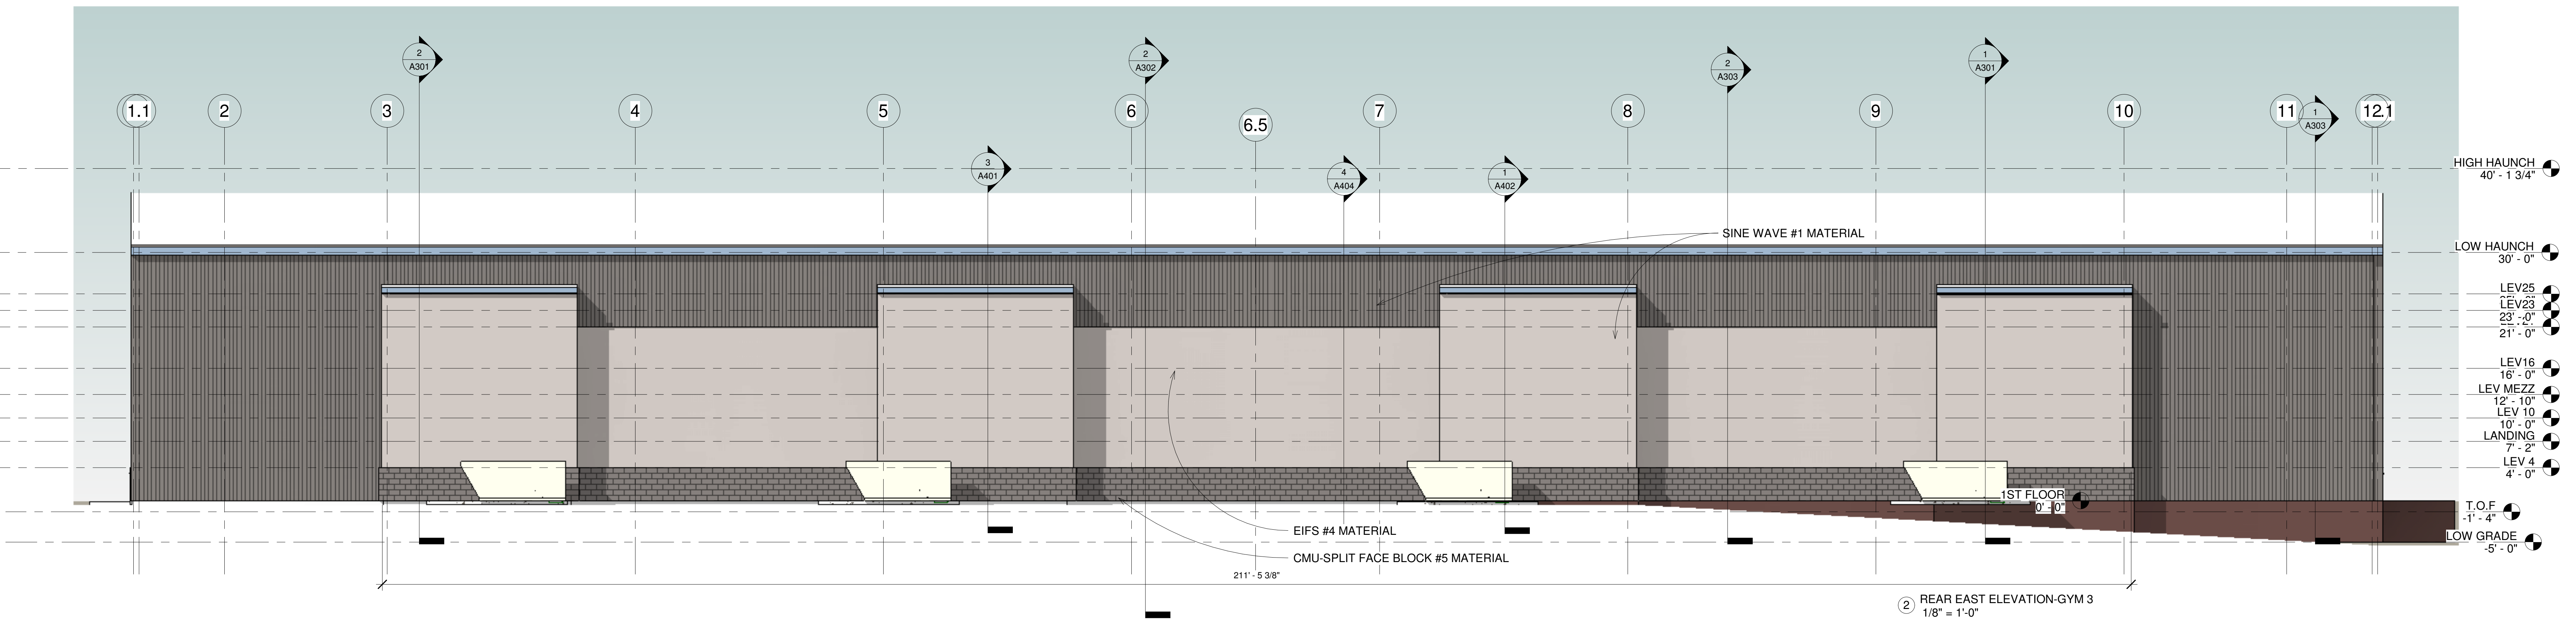 2
A301
2
A302
2
A303
1
A301
1.1
2
3
4
5
6
6.5
7
8
9
10
11
1
A303
12.1
3
A401
4
A404
1
A402
HIGH HAUNCH
40' - 1 3/4"
SINE WAVE #1 MATERIAL
LOW HAUNCH
30' - 0"
LEV25
LEV23
23' - 0"
21' - 0"
LEV16
16' - 0"
LEV MEZZ
12' - 10"
LEV 10
10' - 0"
LANDING
7' - 2"
LEV 4
4' - 0"
1ST FLOOR
0' - 0"
T.O.F
-1' - 4"
LOW GRADE
-5' - 0"
EIFS #4 MATERIAL
CMU-SPLIT FACE BLOCK #5 MATERIAL
211' - 5 3/8"
2
REAR EAST ELEVATION-GYM 3
1/8" = 1'-0"